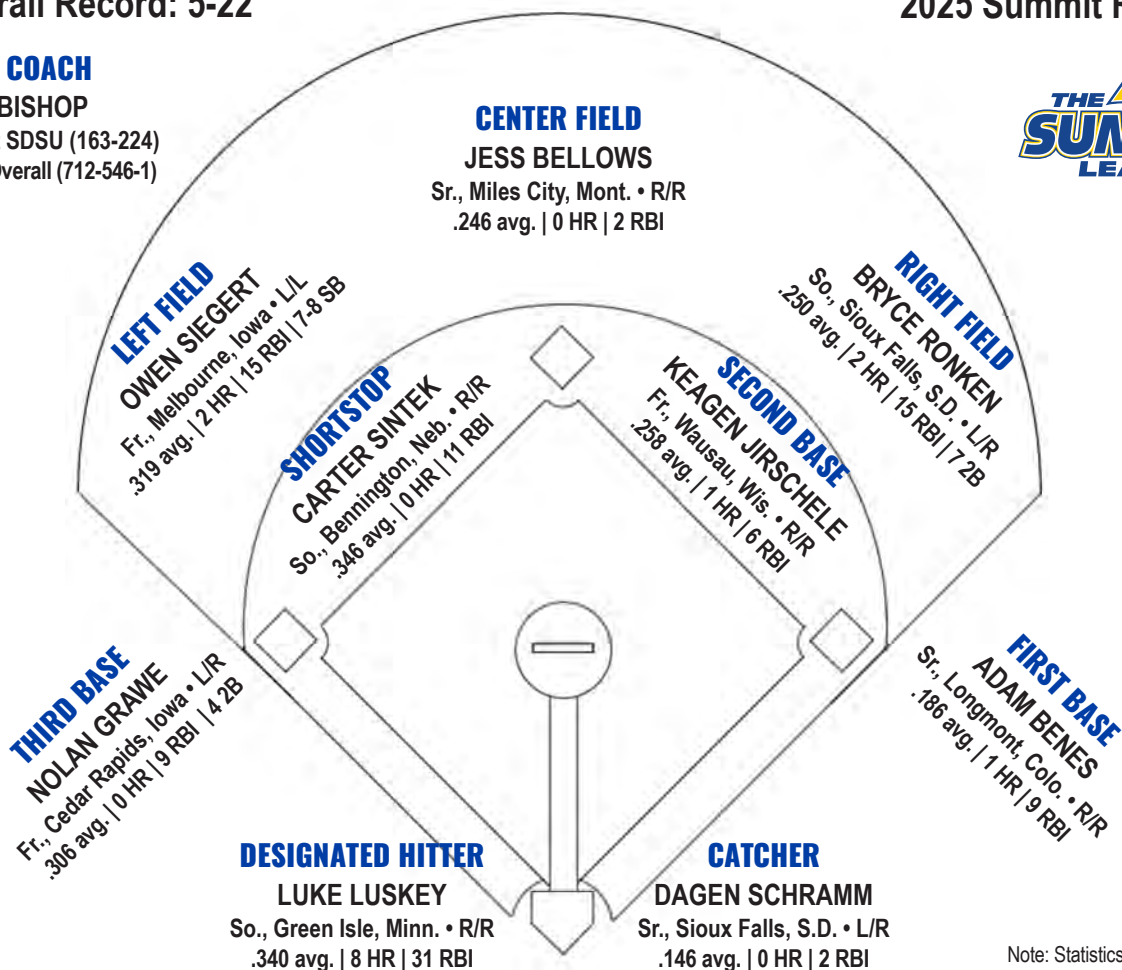 rall Record: 5-22
2025 Summit
COACH
BISHOP
SDSU (163-224)
Overall (712-546-1)
THE
SUM
LEA
CENTER FIELD
JESS BELLOWS
Sr., Miles City, Mont. • R/R
.246 avg. | 0 HR | 2 RBI
LEFT FIELD
OWEN SIEGERT
Fr., Melbourne, Iowa • L/L
.319 avg. | 2 HR | 15 RBI | 7-8 SB
RIGHT FIELD
BRYCE RONKEN
So., Sioux Falls, S.D. • L/R
.250 avg. | 2 HR | 15 RBI | 7 2B
SHORTSTOP
CARTER SINTEK
So., Bennington, Neb. • R/R
.346 avg. | 0 HR | 11 RBI
SECOND BASE
KEAGEN JIRSCHELE
Fr., Wausau, Wis. • R/R
.258 avg. | 1 HR | 6 RBI
THIRD BASE
NOLAN GRAWE
Fr., Cedar Rapids, Iowa • L/R
.306 avg. | 0 HR | 9 RBI | 4 2B
FIRST BASE
ADAM BENES
Sr., Longmont, Colo. • R/R
.186 avg. | 1 HR | 9 RBI
DESIGNATED HITTER
LUKE LUSKEY
So., Green Isle, Minn. • R/R
.340 avg. | 8 HR | 31 RBI
CATCHER
DAGEN SCHRAMM
Sr., Sioux Falls, S.D. • L/R
.146 avg. | 0 HR | 2 RBI
Note: Statistics